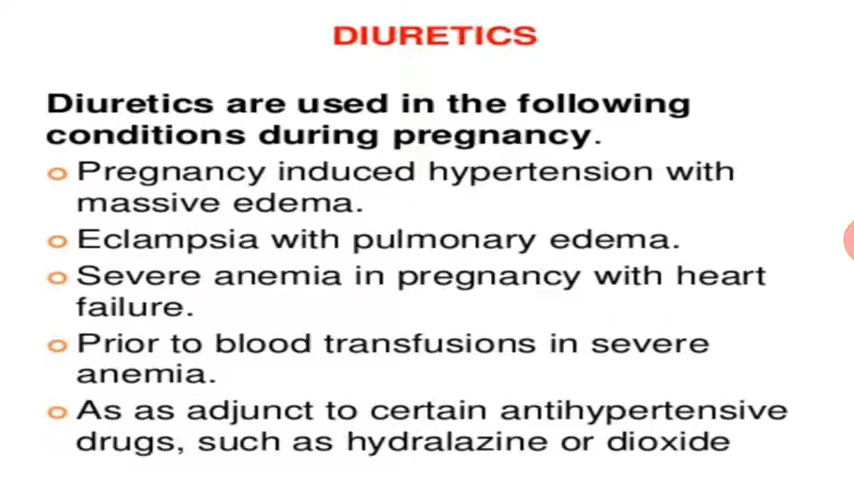 DIURETICS
Diuretics are used in the following
conditions during pregnancy.
Pregnancy induced hypertension with
massive edema.
Eclampsia with pulmonary edema.
Severe anemia in pregnancy with heart
failure.
Prior to blood transfusions in severe
anemia.
As as adjunct to certain antihypertensive
drugs, such as hydralazine or dioxide